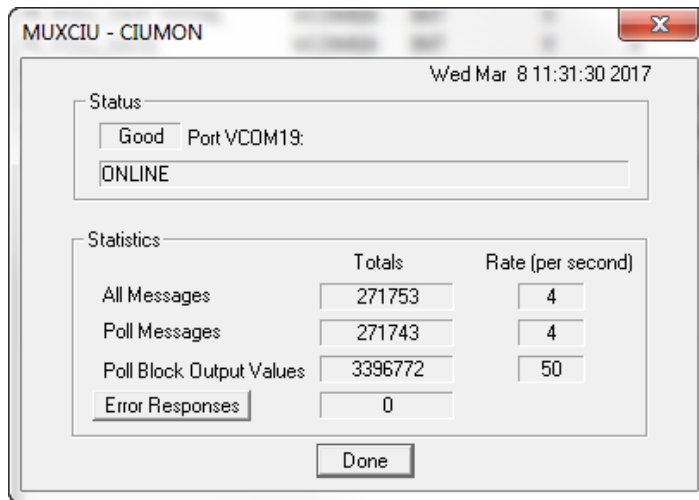 MUXCIU - CIUMON
Wed Mar 8 11:31:30 2017
Status
Good Port VCOM19:
ONLINE
Statistics
Totals Rate (per second)
All Messages 271753 4
Poll Messages 271743 4
Poll Block Output Values 3396772 50
Error Responses 0
Done